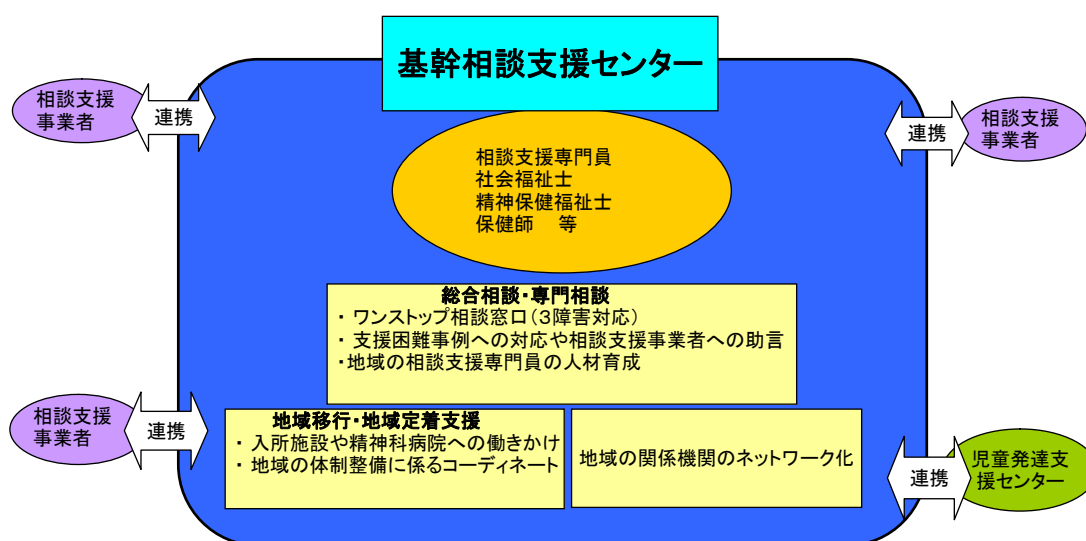 基幹相談支援センター
相談支援
事業者
連携
連携
相談支援
事業者
相談支援専門員
社会福祉士
精神保健福祉士
保健師　等
総合相談・専門相談
・ ワンストップ相談窓口（３障害対応）
・ 支援困難事例への対応や相談支援事業者への助言
・地域の相談支援専門員の人材育成
相談支援
事業者
連携
地域移行・地域定着支援
・ 入所施設や精神科病院への働きかけ
・ 地域の体制整備に係るコーディネート
地域の関係機関のネットワーク化
連携
児童発達支
援センター